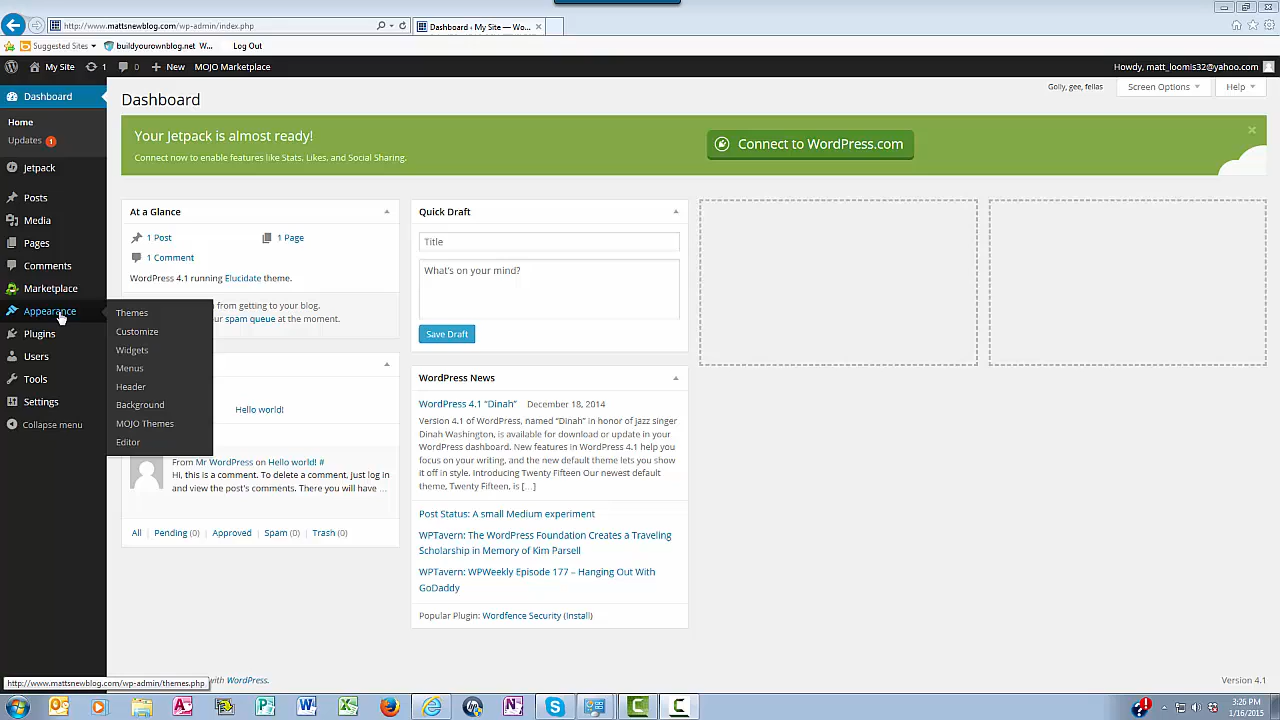 http://www.mattsnewblog.com/wp-admin/index.php
Dashboard ‹ My Site — Wo...
Suggested Sites
buildyourownblog.net W...
Log Out
My Site
1
0
New
MOJO Marketplace
Howdy, matt_loomis32@yahoo.com
Dashboard
Home
Updates 1
Jetpack
Posts
Media
Pages
Comments
Marketplace
Appearance
Plugins
Users
Tools
Settings
Collapse menu
Themes
Customize
Widgets
Menus
Header
Background
MOJO Themes
Editor
Dashboard
Golly, gee, fellas
Screen Options
Help
Your Jetpack is almost ready!
Connect now to enable features like Stats, Likes, and Social Sharing.
Connect to WordPress.com
At a Glance
1 Post
1 Page
1 Comment
WordPress 4.1 running Elucidate theme.
from getting to your blog.
our spam queue at the moment.
Hello world!
From Mr WordPress on Hello world! #
Hi, this is a comment. To delete a comment, just log in
and view the post's comments. There you will have ...
All | Pending (0) | Approved | Spam (0) | Trash (0)
Quick Draft
Title
What's on your mind?
Save Draft
WordPress News
WordPress 4.1 “Dinah” December 18, 2014
Version 4.1 of WordPress, named “Dinah” in honor of jazz singer
Dinah Washington, is available for download or update in your
WordPress dashboard. New features in WordPress 4.1 help you
focus on your writing, and the new default theme lets you show
it off in style. Introducing Twenty Fifteen Our newest default
theme, Twenty Fifteen, is [...]
Post Status: A small Medium experiment
WPTavern: The WordPress Foundation Creates a Traveling
Scholarship in Memory of Kim Parsell
WPTavern: WPWeekly Episode 177 – Hanging Out With
GoDaddy
Popular Plugin: Wordfence Security (Install)
http://www.mattsnewblog.com/wp-admin/themes.php
with WordPress.
Version 4.1
3:26 PM
1/16/2015